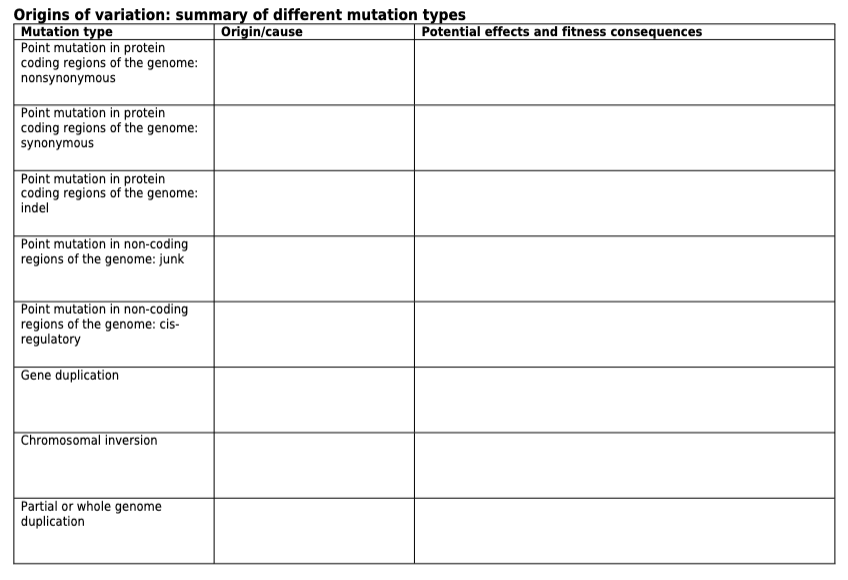 Origins of variation: summary of different mutation types
Mutation type Origin/cause Potential effects and fitness consequences
Point mutation in protein
coding regions of the genome:
nonsynonymous
Point mutation in protein
coding regions of the genome:
synonymous
Point mutation in protein
coding regions of the genome:
indel
Point mutation in non-coding
regions of the genome: junk
Point mutation in non-coding
regions of the genome: cis-
regulatory
Gene duplication
Chromosomal inversion
Partial or whole genome
duplication